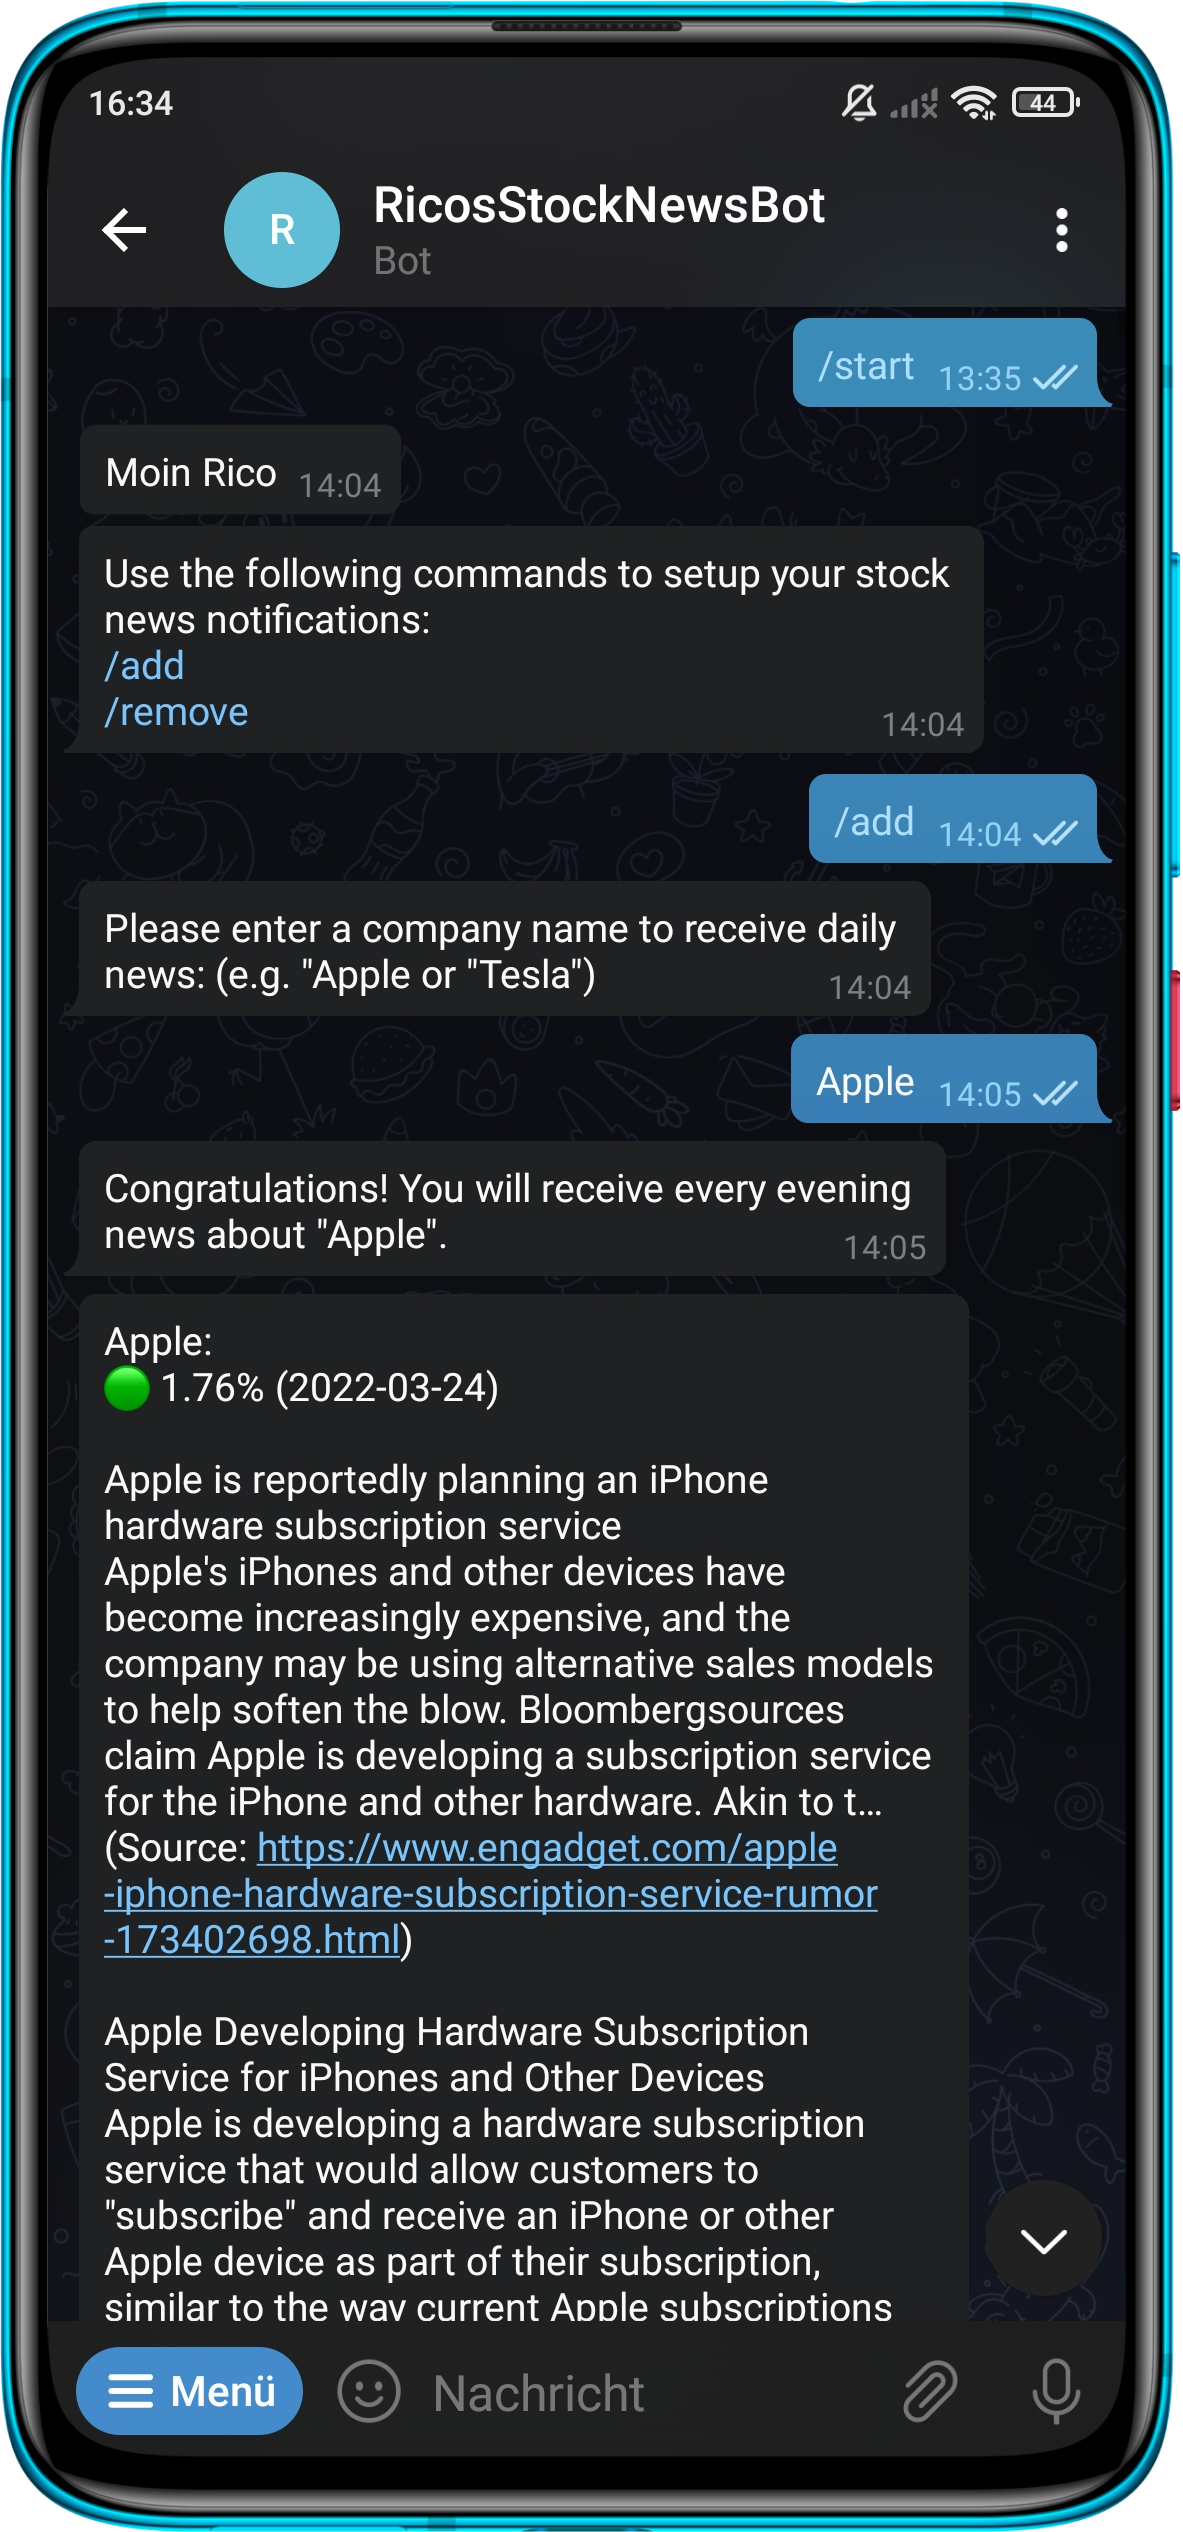 16:34
44
R
RicosStockNewsBot
Bot
/start 13:35
Moin Rico 14:04
Use the following commands to setup your stock
news notifications:
/add
/remove
14:04
/add 14:04
Please enter a company name to receive daily
news: (e.g. "Apple or "Tesla")
14:04
Apple 14:05
Congratulations! You will receive every evening
news about "Apple".
14:05
Apple:
1.76% (2022-03-24)
Apple is reportedly planning an iPhone
hardware subscription service
Apple's iPhones and other devices have
become increasingly expensive, and the
company may be using alternative sales models
to help soften the blow. Bloombergsources
claim Apple is developing a subscription service
for the iPhone and other hardware. Akin to t…
(Source: https://www.engadget.com/apple
-iphone-hardware-subscription-service-rumor
-173402698.html)
Apple Developing Hardware Subscription
Service for iPhones and Other Devices
Apple is developing a hardware subscription
service that would allow customers to
"subscribe" and receive an iPhone or other
Apple device as part of their subscription,
similar to the way current Apple subscriptions
Menü
Nachricht